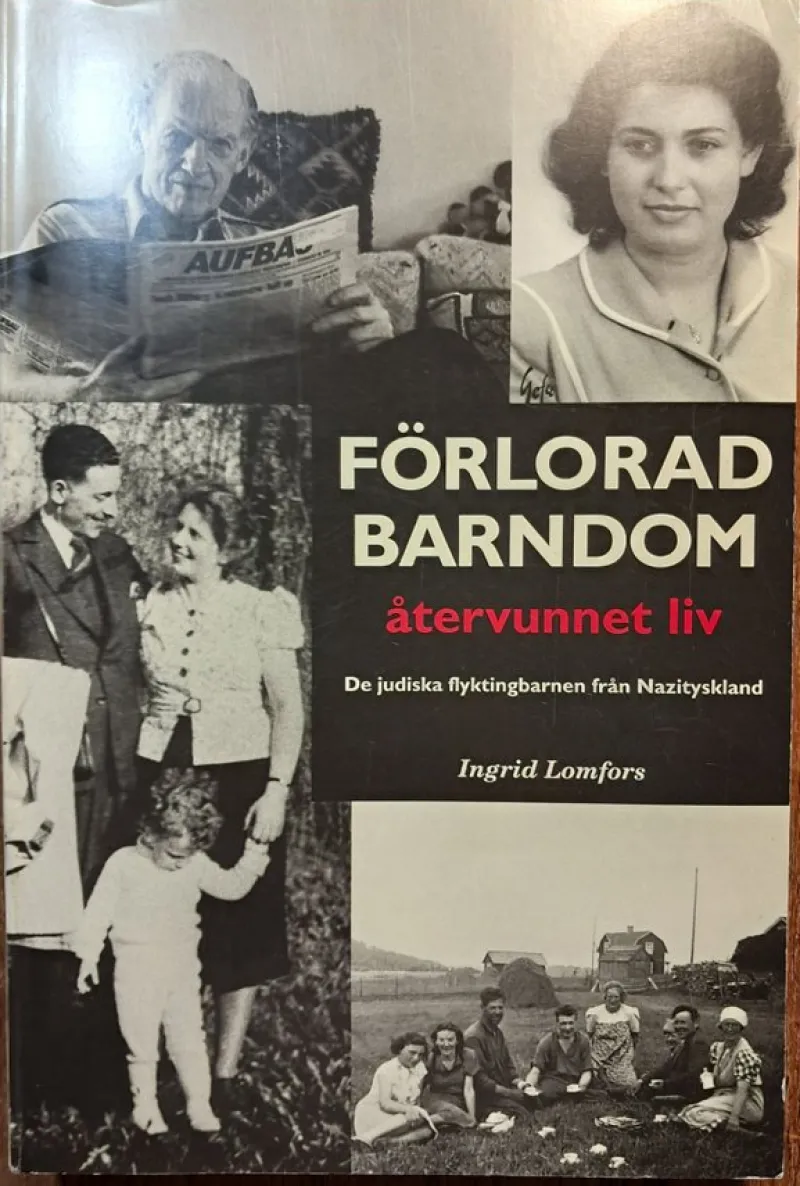 AUFBA
FÖRLORAD
BARNDOM
återvunnet liv
De judiska flyktingbarnen från Nazityskland
Ingrid Lomfors